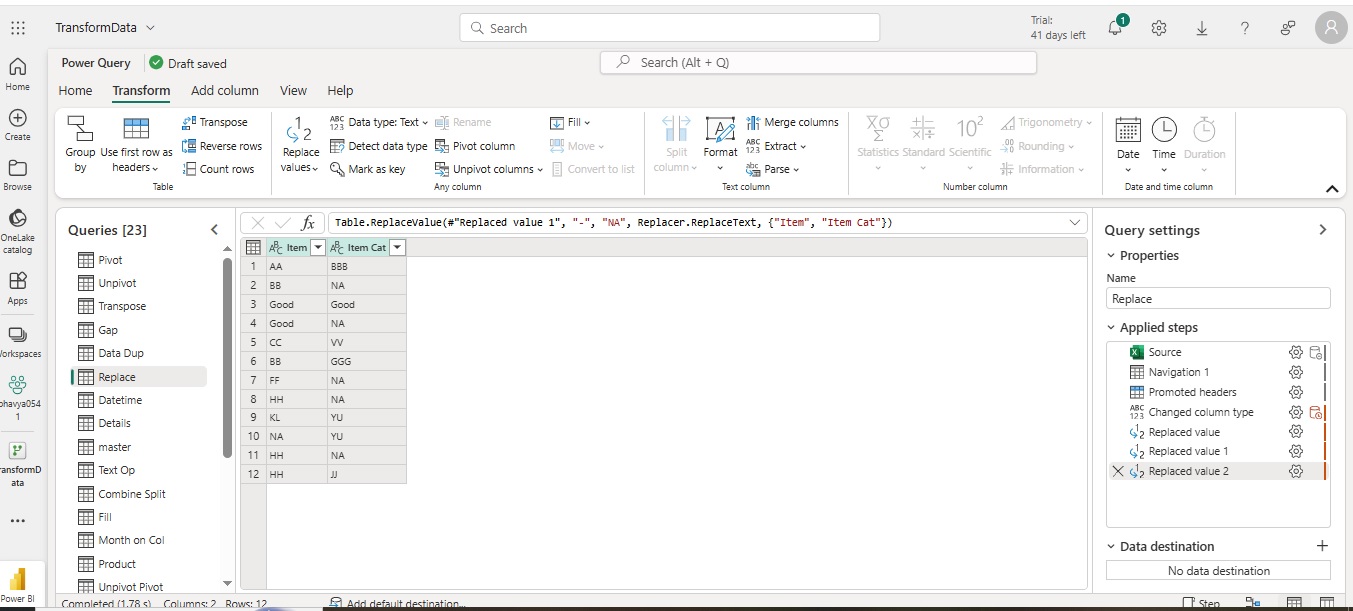 TransformData
Search
Trial:
41 days left
1
Home
Create
Browse
OneLake
catalog
Apps
Workspaces
bhavya054
1
TransformD
ata
Power BI
Power Query
Draft saved
Search (Alt + Q)
Home Transform Add column View Help
Group by
Use first row as headers
Transpose
Reverse rows
Count rows
Table
Replace values
Data type: Text
Detect data type
Mark as key
Rename
Pivot column
Unpivot columns
Fill
Move
Convert to list
Any column
Split column
Format
Merge columns
Extract
Parse
Text column
Statistics
Standard
Scientific
Trigonometry
Rounding
Information
Number column
Date
Time
Duration
Date and time column
Queries [23]
Pivot
Unpivot
Transpose
Gap
Data Dup
Replace
Datetime
Details
master
Text Op
Combine Split
Fill
Month on Col
Product
Unpivot Pivot
fx Table.ReplaceValue(#"Replaced value 1", "-", "NA", Replacer.ReplaceText, {"Item", "Item Cat"})
Item Item Cat
1 AA BBB
2 BB NA
3 Good Good
4 Good NA
5 CC VV
6 BB GGG
7 FF NA
8 HH NA
9 KL YU
10 NA YU
11 HH NA
12 HH JJ
Query settings
Properties
Name
Replace
Applied steps
Source
Navigation 1
Promoted headers
Changed column type
Replaced value
Replaced value 1
Replaced value 2
Data destination
No data destination
Completed (1.78 s) Columns: 2 Rows: 12
Add default destination...
Step